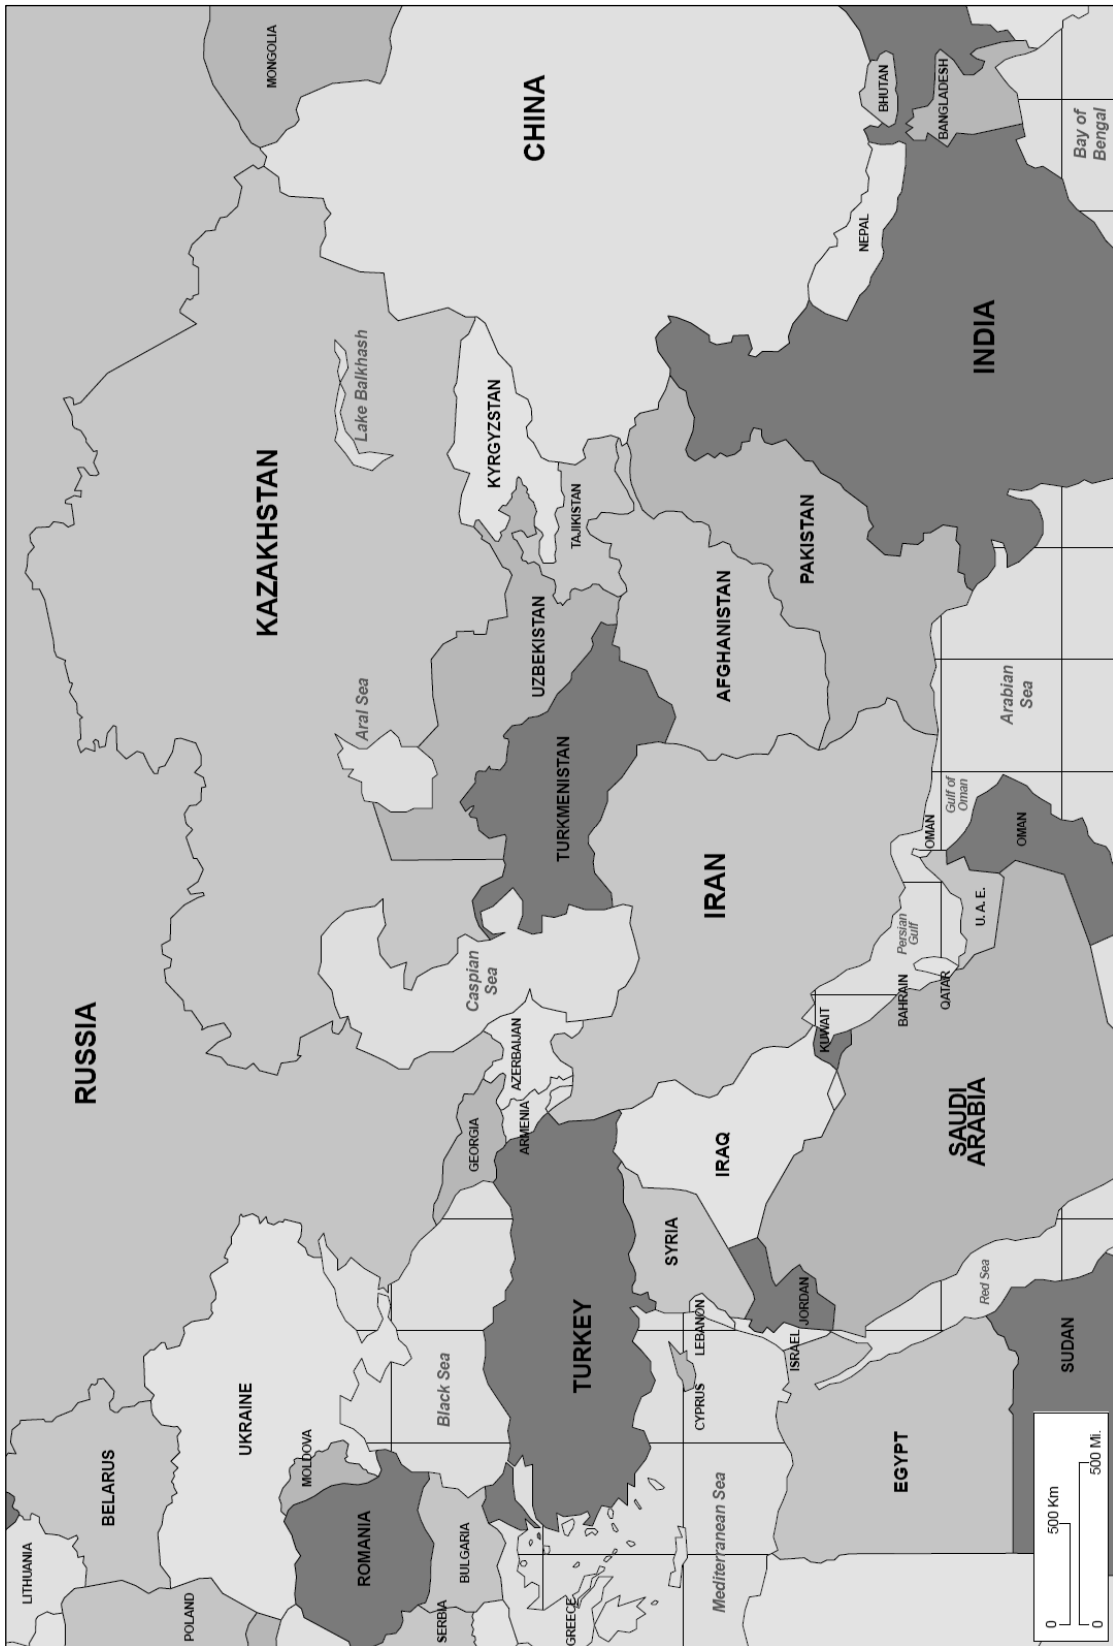 LITHUANIA
RUSSIA
BELARUS
POLAND
UKRAINE
KAZAKHSTAN
MONGOLIA
MOLDOVA
ROMANIA
Aral Sea
Lake Balkhash
SERBIA
BULGARIA
Black Sea
GEORGIA
Caspian
Sea
ARMENIA
AZERBAIJAN
UZBEKISTAN
KYRGYZSTAN
CHINA
GREECE
TURKEY
TURKMENISTAN
TAJIKISTAN
Mediterranean Sea
CYPRUS
LEBANON
SYRIA
IRAQ
IRAN
AFGHANISTAN
ISRAEL
JORDAN
KUWAIT
PAKISTAN
NEPAL
BHUTAN
EGYPT
BAHRAIN
Persian
Gulf
QATAR
OMAN
BANGLADESH
SAUDI
ARABIA
U. A. E.
Gulf of
Oman
INDIA
Red Sea
OMAN
Arabian
Sea
SUDAN
Bay of
Bengal
0
500 Km
0
500 Mi.